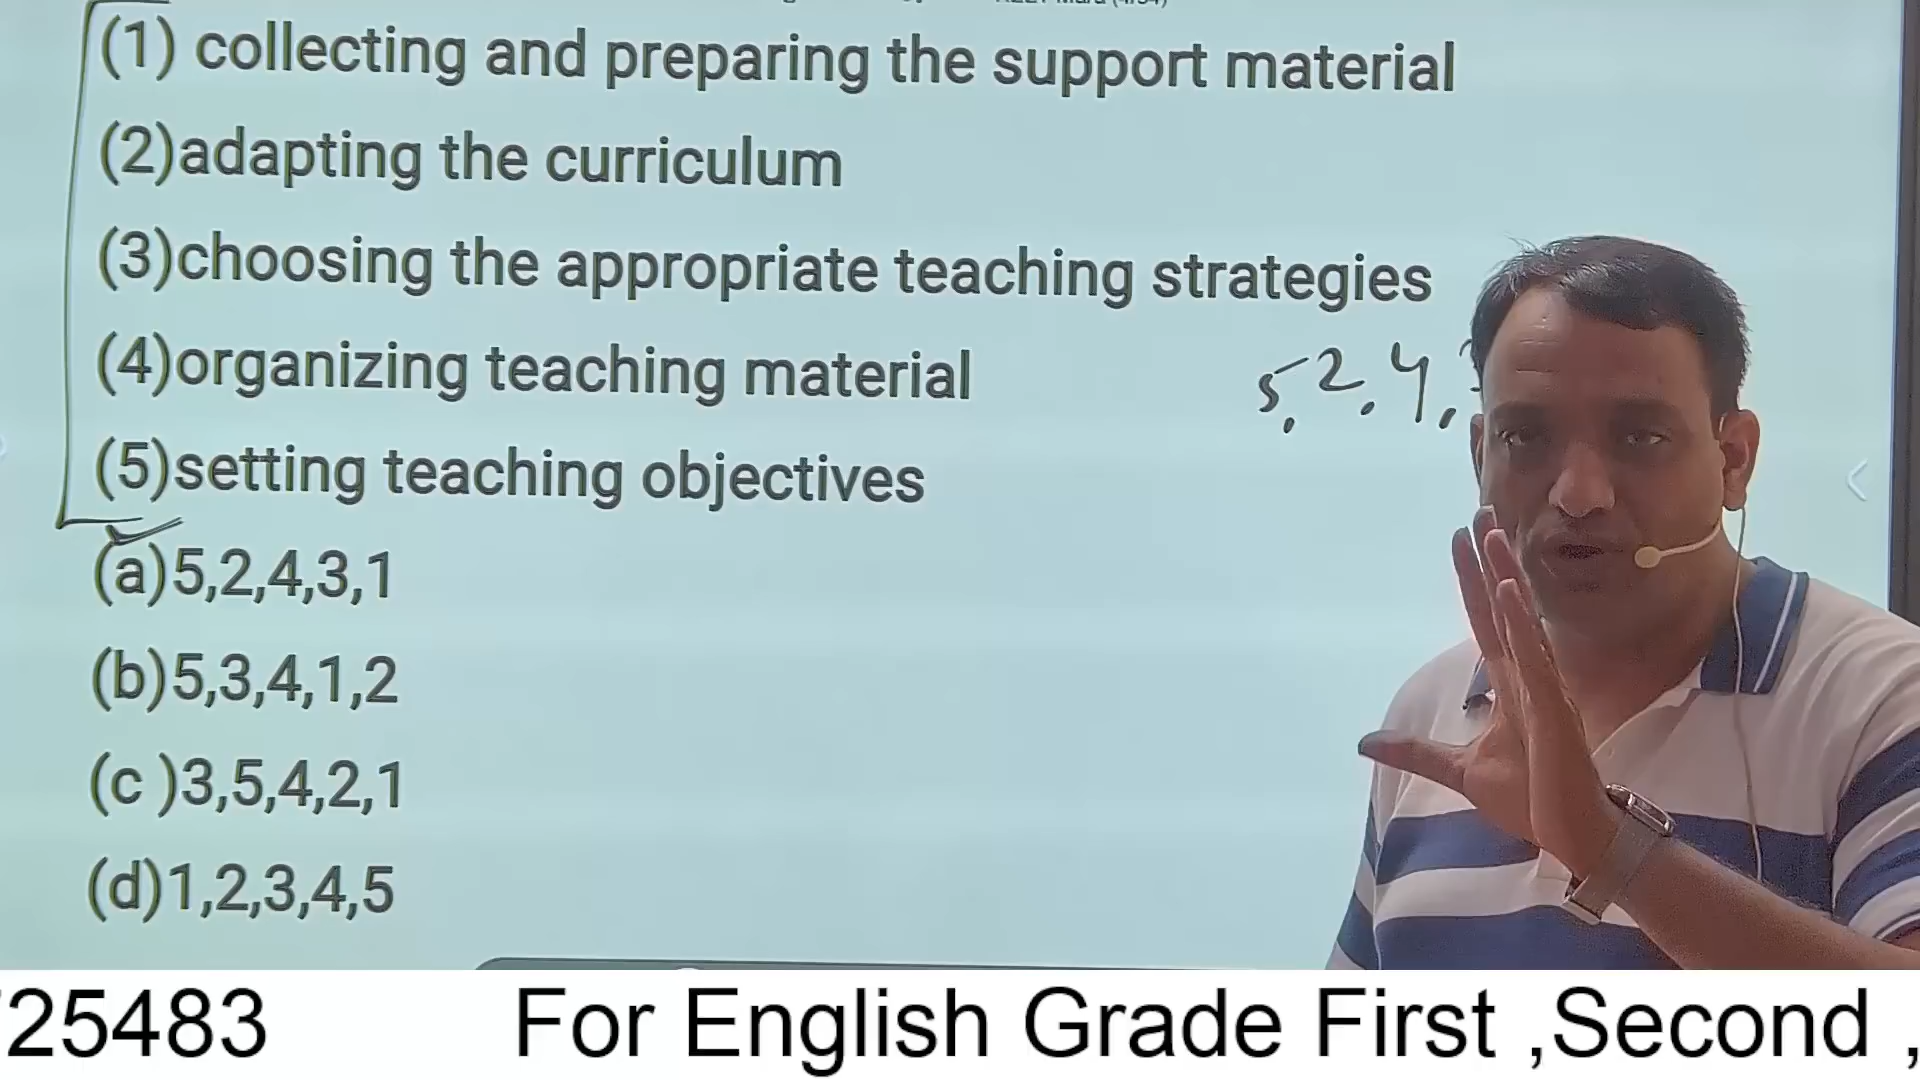 (1) collecting and preparing the support material
(2)adapting the curriculum
(3)choosing the appropriate teaching strategies
(4)organizing teaching material
5.2.4.
(5)setting teaching objectives
(a)5,2,4,3,1
(b)5,3,4,1,2
(c )3,5,4,2,1
(d)1,2,3,4,5
25483 For English Grade First ,Second ,